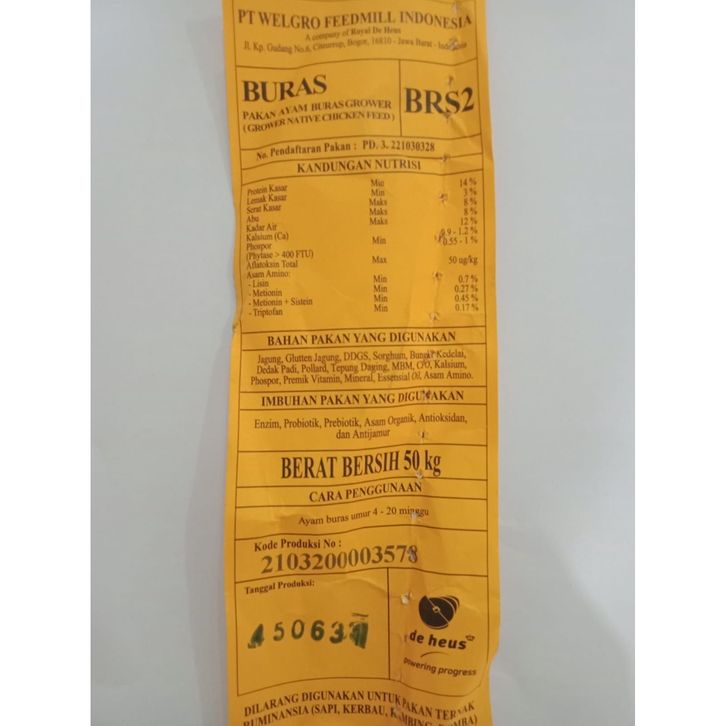 PT WELGRO FEEDMILL INDONESIA
A company of Royal De Heus
Jl. Kp. Gudang No.6, Citeureup, Bogor, 16810 - Jawa Barat - Indonesia
BURAS
PAKAN AYAM BURAS GROWER
(GROWER NATIVE CHICKEN FEED)
BRS2
No. Pendaftaran Pakan : PD. 3. 221030328
KANDUNGAN NUTRISI
Protein Kasar Min 14 %
Lemak Kasar Min 3 %
Serat Kasar Maks 8 %
Abu Maks 8 %
Kadar Air Maks 12 %
Kalsium (Ca) 0.9 - 1.2 %
Phospor Min 0.55 - 1 %
(Phytase > 400 FTU)
Aflatoksin Total Max 50 ug/kg
Asam Amino:
- Lisin Min 0.7 %
- Metionin Min 0.27 %
- Metionin + Sistein Min 0.45 %
- Triptofan Min 0.17 %
BAHAN PAKAN YANG DIGUNAKAN
Jagung, Glutten Jagung, DDGS, Sorghum, Bungkil Kedelai,
Dedak Padi, Pollard, Tepung Daging, MBM, CPO, Kalsium,
Phospor, Premik Vitamin, Mineral, Essensial Oil, Asam Amino.
IMBUHAN PAKAN YANG DIGUNAKAN
Enzim, Probiotik, Prebiotik, Asam Organik, Antioksidan,
dan Antijamur
BERAT BERSIH 50 kg
CARA PENGGUNAAN
Ayam buras umur 4 - 20 minggu
Kode Produksi No :
2103200003578
Tanggal Produksi:
de heus
powering progress
DILARANG DIGUNAKAN UNTUK PAKAN TERNAK
RUMINANSIA (SAPI, KERBAU, KAMBING, DOMBA)